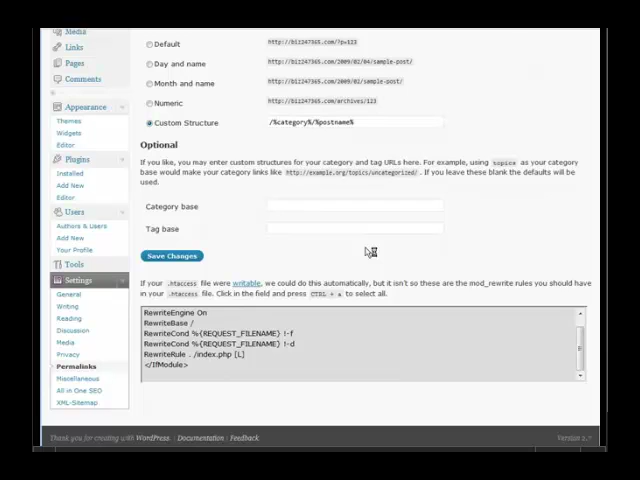 Media
Links
Pages
Comments
Appearance
Themes
Widgets
Editor
Plugins
Installed
Add New
Editor
Users
Authors & Users
Add New
Your Profile
Tools
Settings
General
Writing
Reading
Discussion
Media
Privacy
Permalinks
Miscellaneous
All in One SEO
XML-Sitemap
Default http://biz247365.com/?p=123
Day and name http://biz247365.com/2009/02/04/sample-post/
Month and name http://biz247365.com/2009/02/sample-post/
Numeric http://biz247365.com/archives/123
Custom Structure /%category%/%postname%
Optional
If you like, you may enter custom structures for your category and tag URLs here. For example, using topics as your category
base would make your category links like http://example.org/topics/uncategorized/ . If you leave these blank the defaults will be
used.
Category base
Tag base
Save Changes
If your .htaccess file were writable, we could do this automatically, but it isn't so these are the mod_rewrite rules you should have
in your .htaccess file. Click in the field and press CTRL + a to select all.
RewriteEngine On
RewriteBase /
RewriteCond %{REQUEST_FILENAME} !-f
RewriteCond %{REQUEST_FILENAME} !-d
RewriteRule . /index.php [L]
</IfModule>
Thank you for creating with WordPress. | Documentation | Feedback